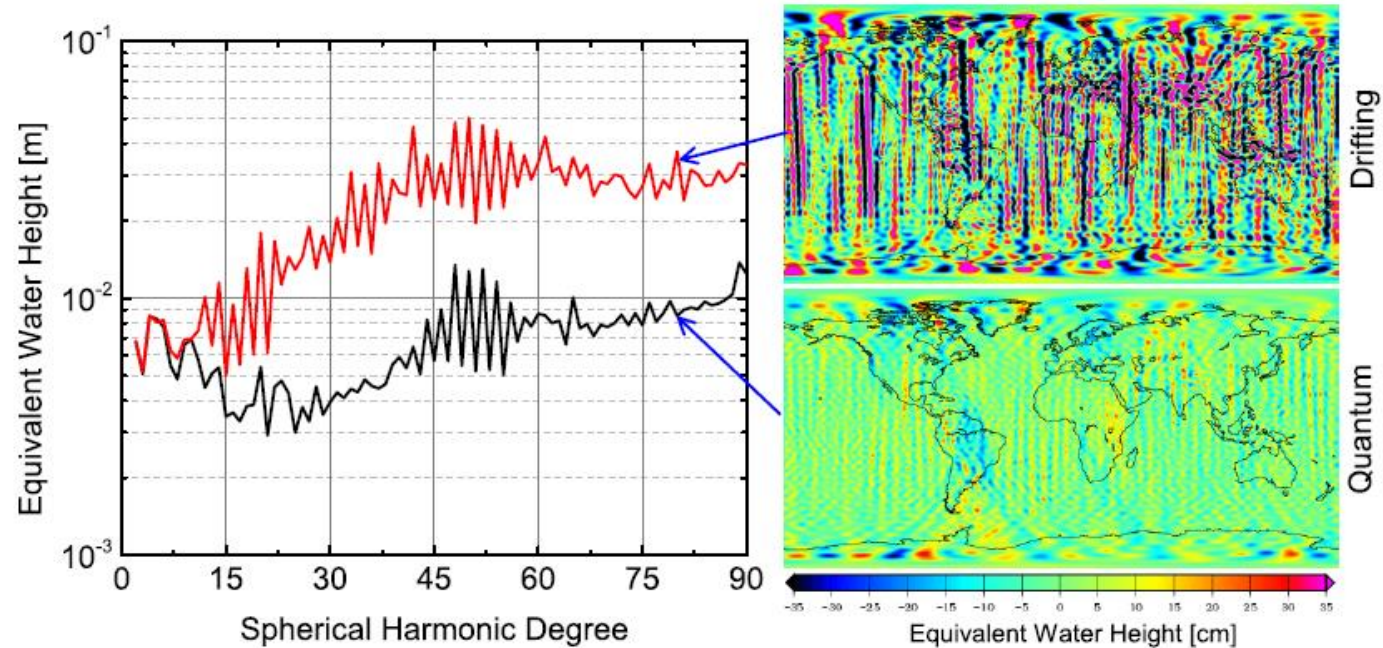 10⁻¹
10⁻²
10⁻³
Equivalent Water Height [m]
0 15 30 45 60 75 90
Spherical Harmonic Degree
Drifting
Quantum
-35 -30 -25 -20 -15 -10 -5 0 5 10 15 20 25 30 35
Equivalent Water Height [cm]